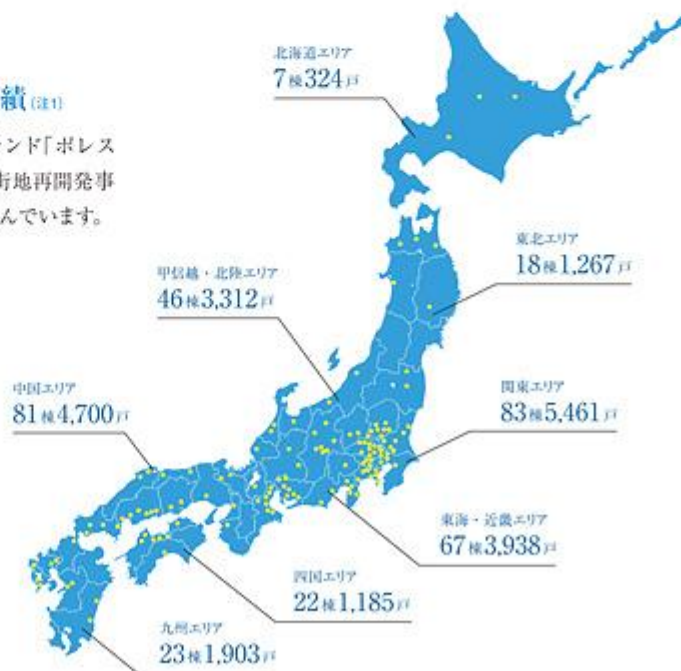 績(注1)
ンド「ポレス
街地再開発事
んでいます。
北海道エリア
7棟324戸
東北エリア
18棟1,267戸
甲信越・北陸エリア
46棟3,312戸
中国エリア
81棟4,700戸
関東エリア
83棟5,461戸
東海・近畿エリア
67棟3,938戸
四国エリア
22棟1,185戸
九州エリア
23棟1,903戸